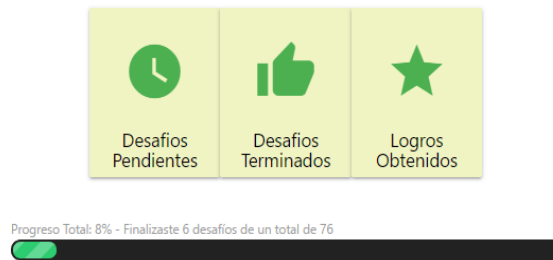 Desafios Pendientes
Desafios Terminados
Logros Obtenidos
Progreso Total: 8% - Finalizaste 6 desafíos de un total de 76